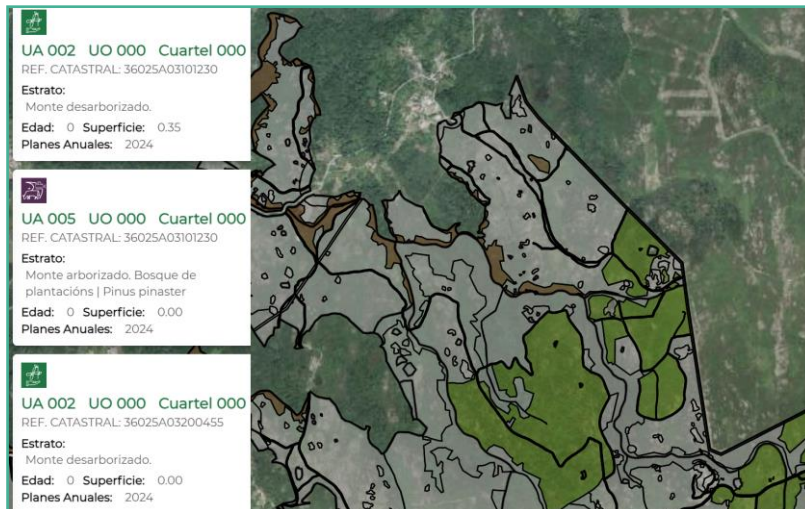 UA 002 UO 000 Cuartel 000
REF. CATASTRAL: 36025A03101230
Estrato:
Monte desarborizado.
Edad: 0 Superficie: 0.35
Planes Anuales: 2024
UA 005 UO 000 Cuartel 000
REF. CATASTRAL: 36025A03101230
Estrato:
Monte arborizado. Bosque de
plantacións | Pinus pinaster
Edad: 0 Superficie: 0.00
Planes Anuales: 2024
UA 002 UO 000 Cuartel 000
REF. CATASTRAL: 36025A03200455
Estrato:
Monte desarborizado.
Edad: 0 Superficie: 0.00
Planes Anuales: 2024